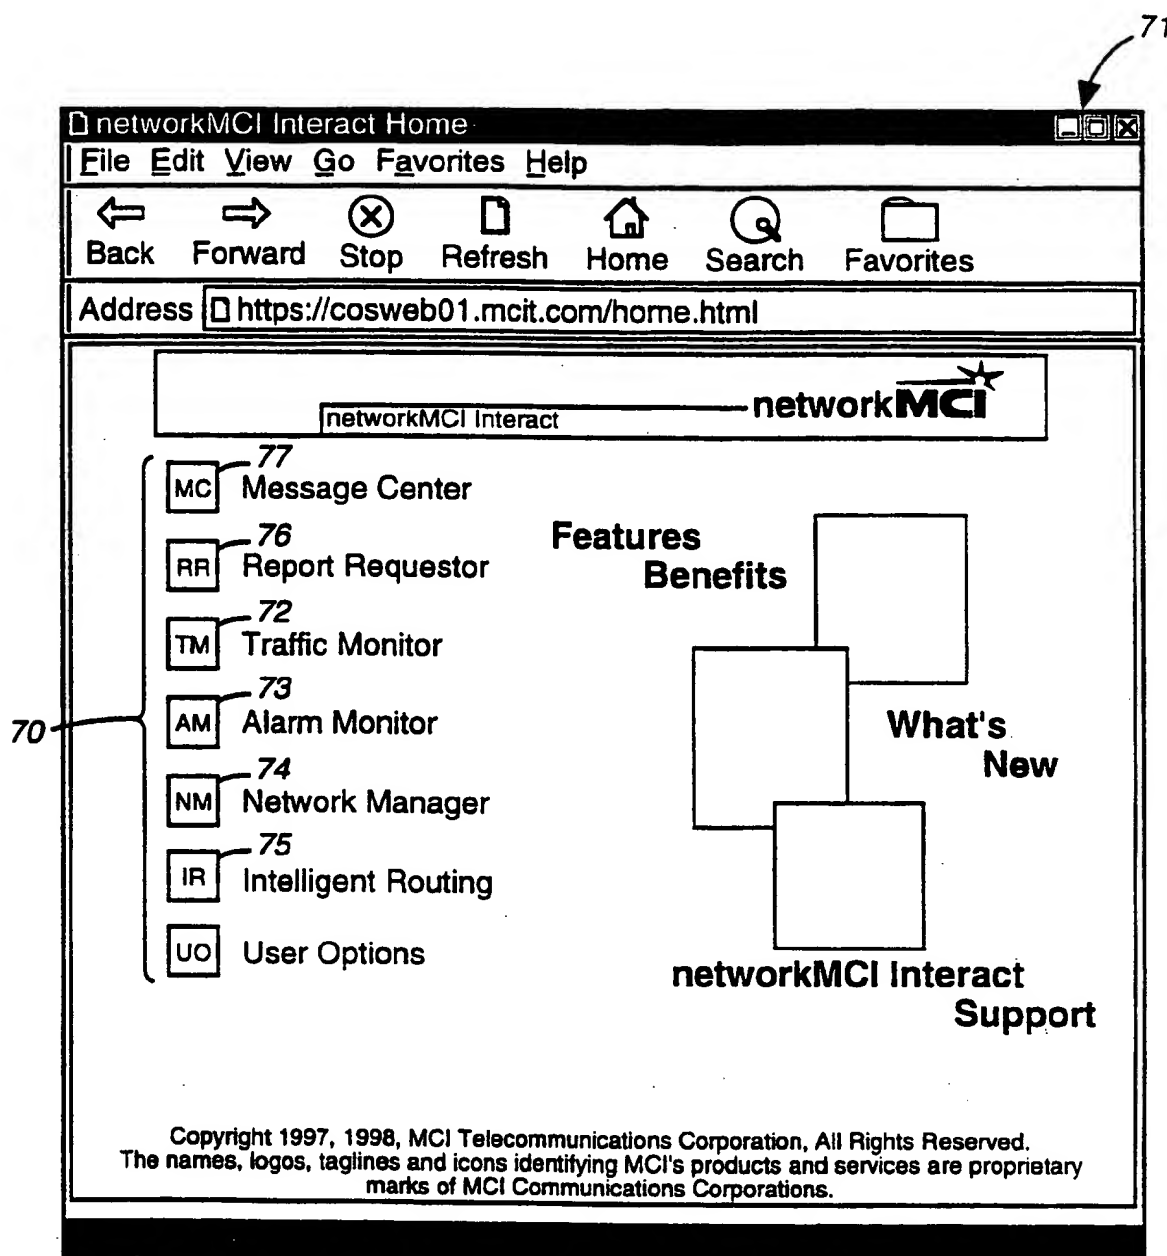 71
networkMCI Interact Home
File Edit View Go Favorites Help
Back Forward Stop Refresh Home Search Favorites
Address https://cosweb01.mcit.com/home.html
networkMCI Interact
networkMCI
70
MC 77 Message Center
RR 76 Report Requestor
TM 72 Traffic Monitor
AM 73 Alarm Monitor
NM 74 Network Manager
IR 75 Intelligent Routing
UO User Options
Features
Benefits
What's
New
networkMCI Interact
Support
Copyright 1997, 1998, MCI Telecommunications Corporation, All Rights Reserved.
The names, logos, taglines and icons identifying MCI's products and services are proprietary
marks of MCI Communications Corporations.